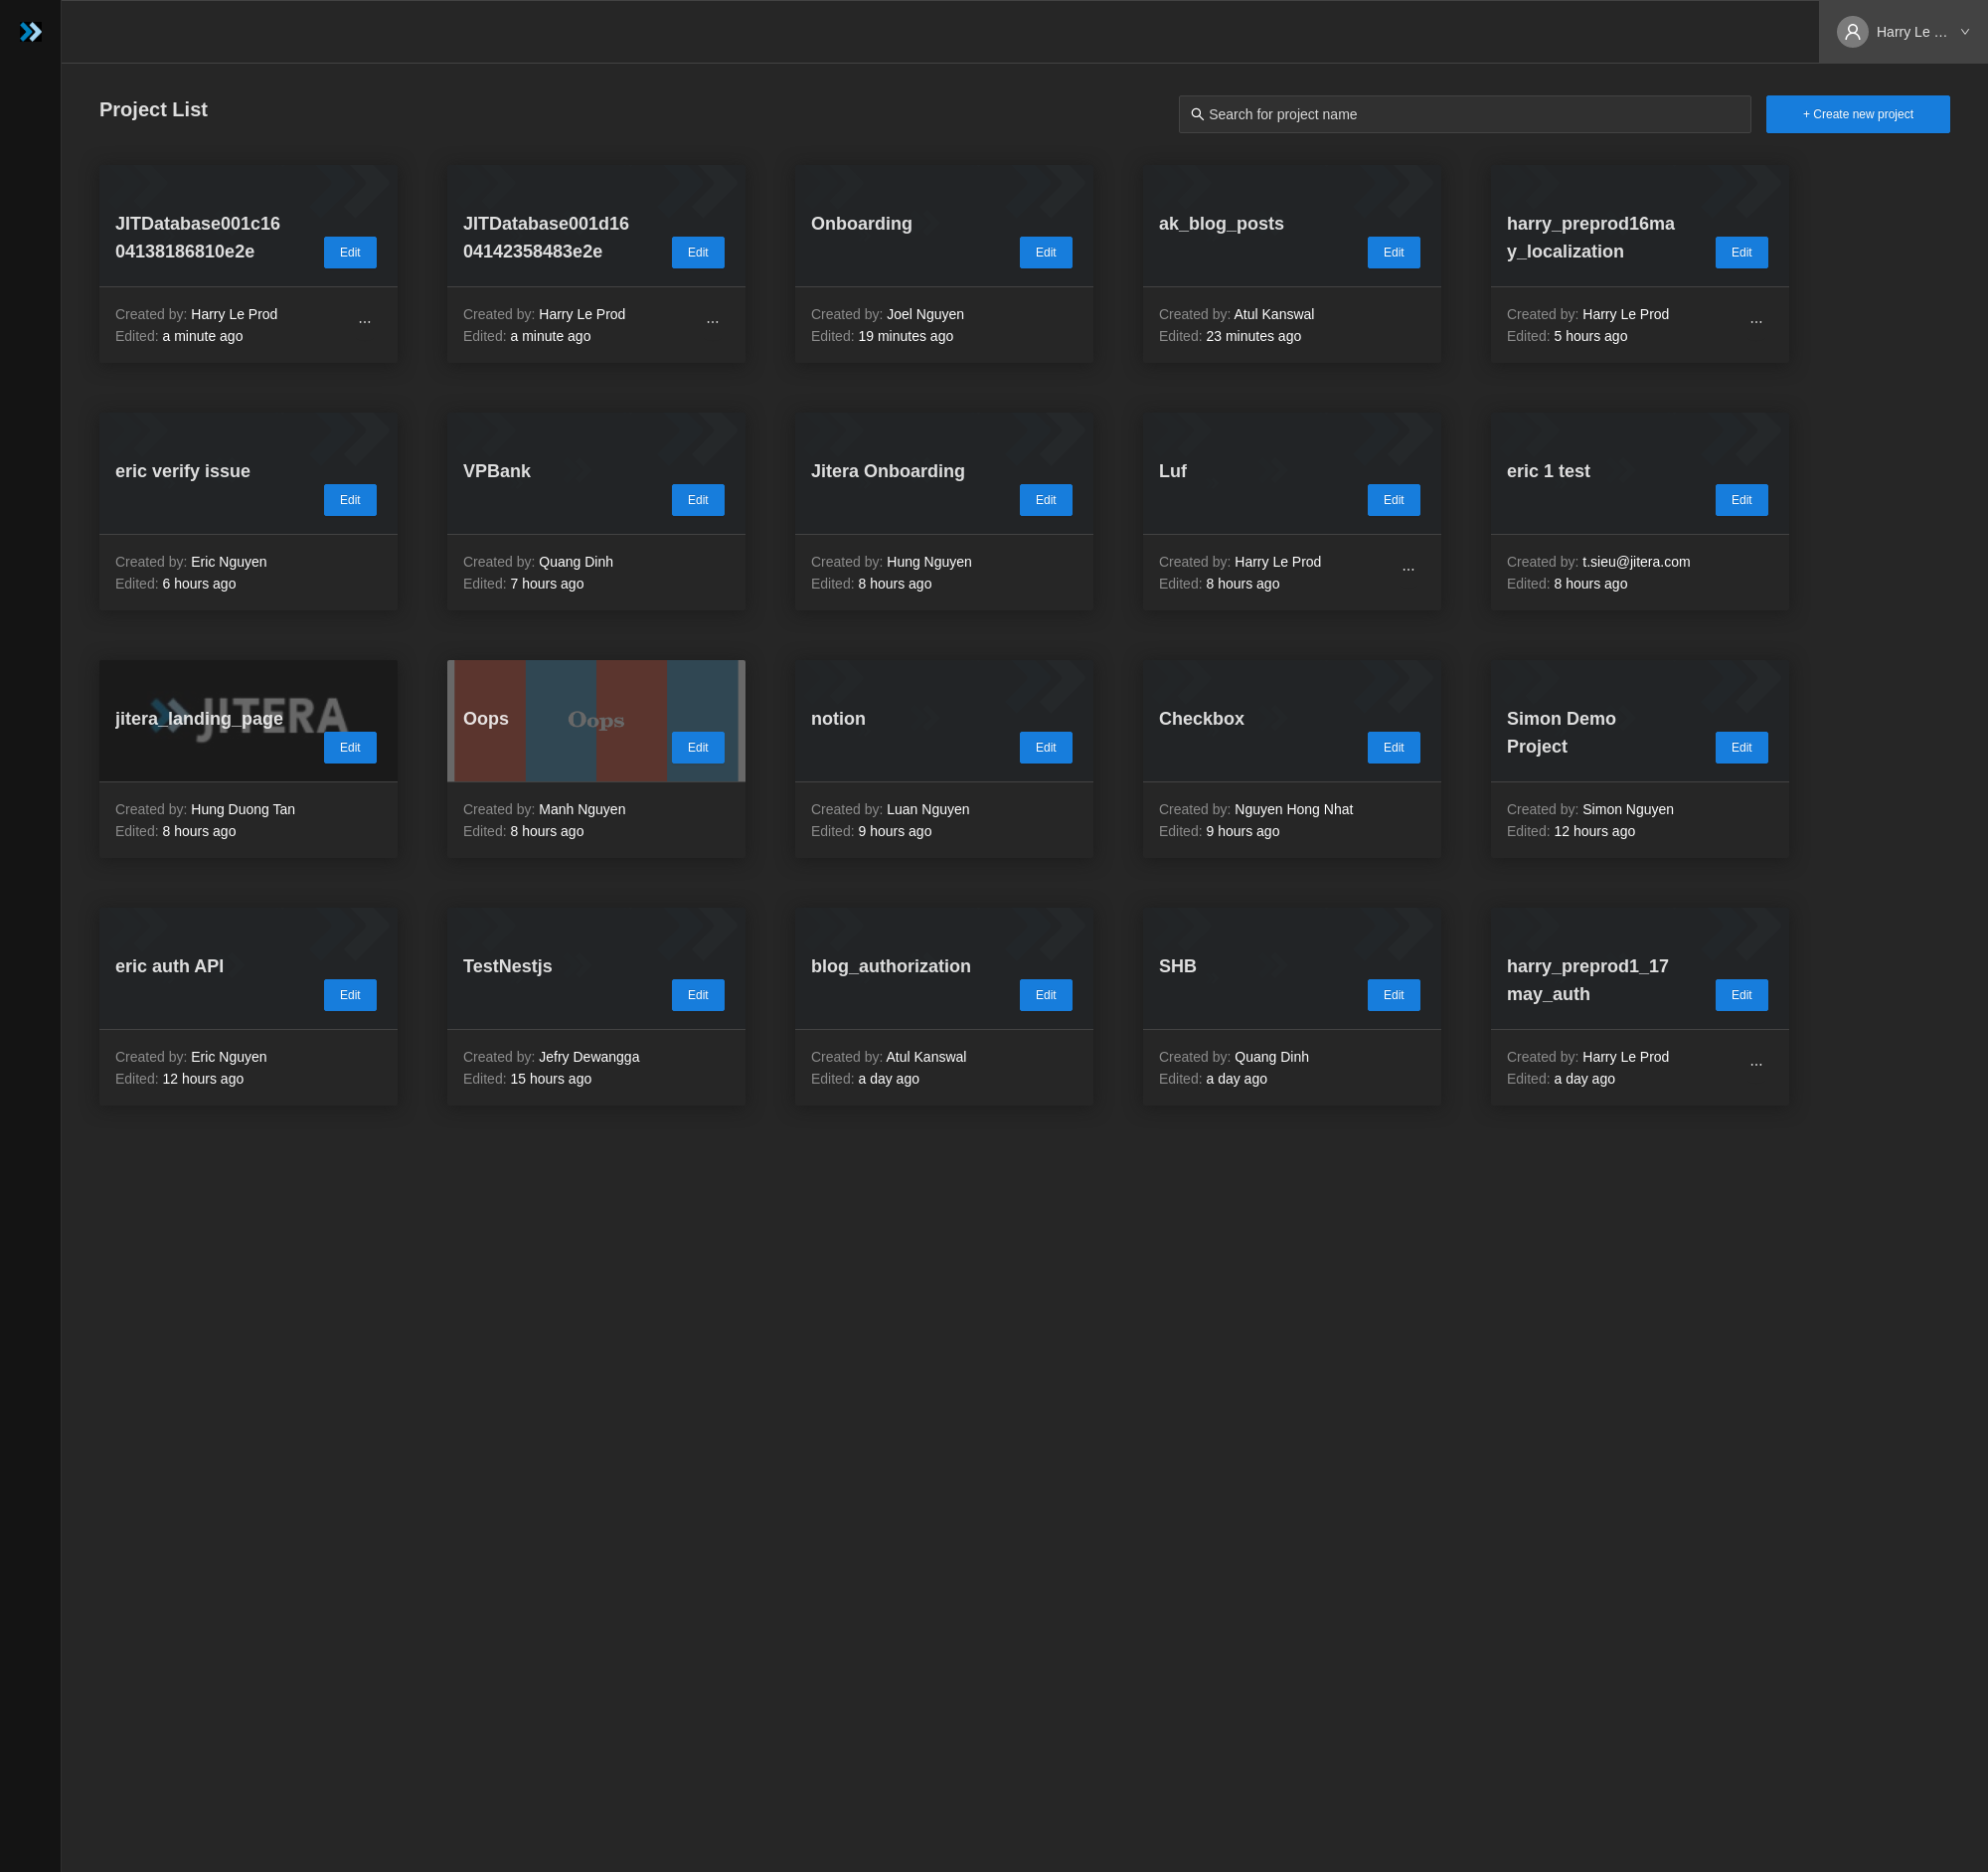 Harry Le ...
Project List
Search for project name
+ Create new project
JITDatabase001c16
04138186810e2e
Edit
Created by: Harry Le Prod
Edited: a minute ago
...
JITDatabase001d16
04142358483e2e
Edit
Created by: Harry Le Prod
Edited: a minute ago
...
Onboarding
Edit
Created by: Joel Nguyen
Edited: 19 minutes ago
ak_blog_posts
Edit
Created by: Atul Kanswal
Edited: 23 minutes ago
harry_preprod16ma
y_localization
Edit
Created by: Harry Le Prod
Edited: 5 hours ago
...
eric verify issue
Edit
Created by: Eric Nguyen
Edited: 6 hours ago
VPBank
Edit
Created by: Quang Dinh
Edited: 7 hours ago
Jitera Onboarding
Edit
Created by: Hung Nguyen
Edited: 8 hours ago
Luf
Edit
Created by: Harry Le Prod
Edited: 8 hours ago
...
eric 1 test
Edit
Created by: t.sieu@jitera.com
Edited: 8 hours ago
JITERA
jitera_landing_page
Edit
Created by: Hung Duong Tan
Edited: 8 hours ago
Oops
Oops
Edit
Created by: Manh Nguyen
Edited: 8 hours ago
notion
Edit
Created by: Luan Nguyen
Edited: 9 hours ago
Checkbox
Edit
Created by: Nguyen Hong Nhat
Edited: 9 hours ago
Simon Demo
Project
Edit
Created by: Simon Nguyen
Edited: 12 hours ago
eric auth API
Edit
Created by: Eric Nguyen
Edited: 12 hours ago
TestNestjs
Edit
Created by: Jefry Dewangga
Edited: 15 hours ago
blog_authorization
Edit
Created by: Atul Kanswal
Edited: a day ago
SHB
Edit
Created by: Quang Dinh
Edited: a day ago
harry_preprod1_17
may_auth
Edit
Created by: Harry Le Prod
Edited: a day ago
...